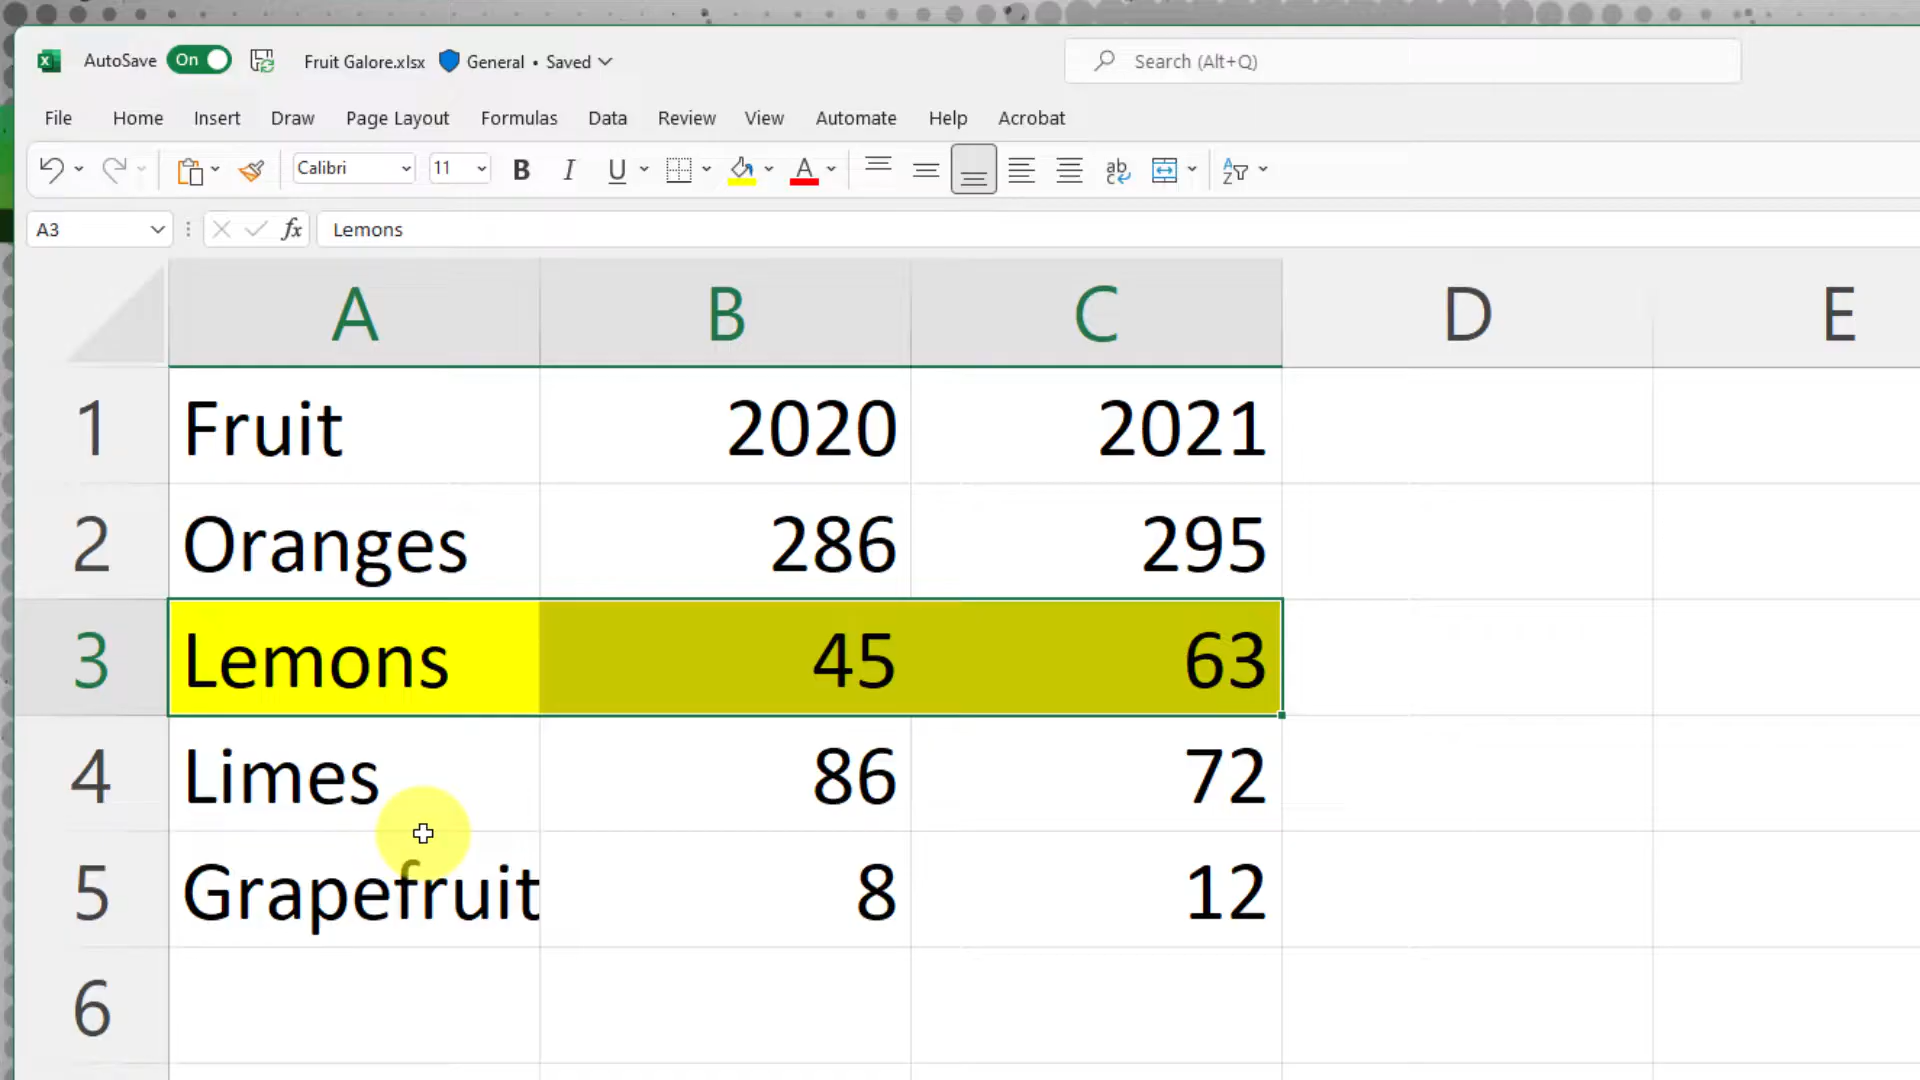 AutoSave On Fruit Galore.xlsx General • Saved Search (Alt+Q)
File Home Insert Draw Page Layout Formulas Data Review View Automate Help Acrobat
Calibri 11 B I U A ab c A Z
A3 fx Lemons
A B C D E
1 Fruit 2020 2021
2 Oranges 286 295
3 Lemons 45 63
4 Limes 86 72
5 Grapefruit 8 12
6